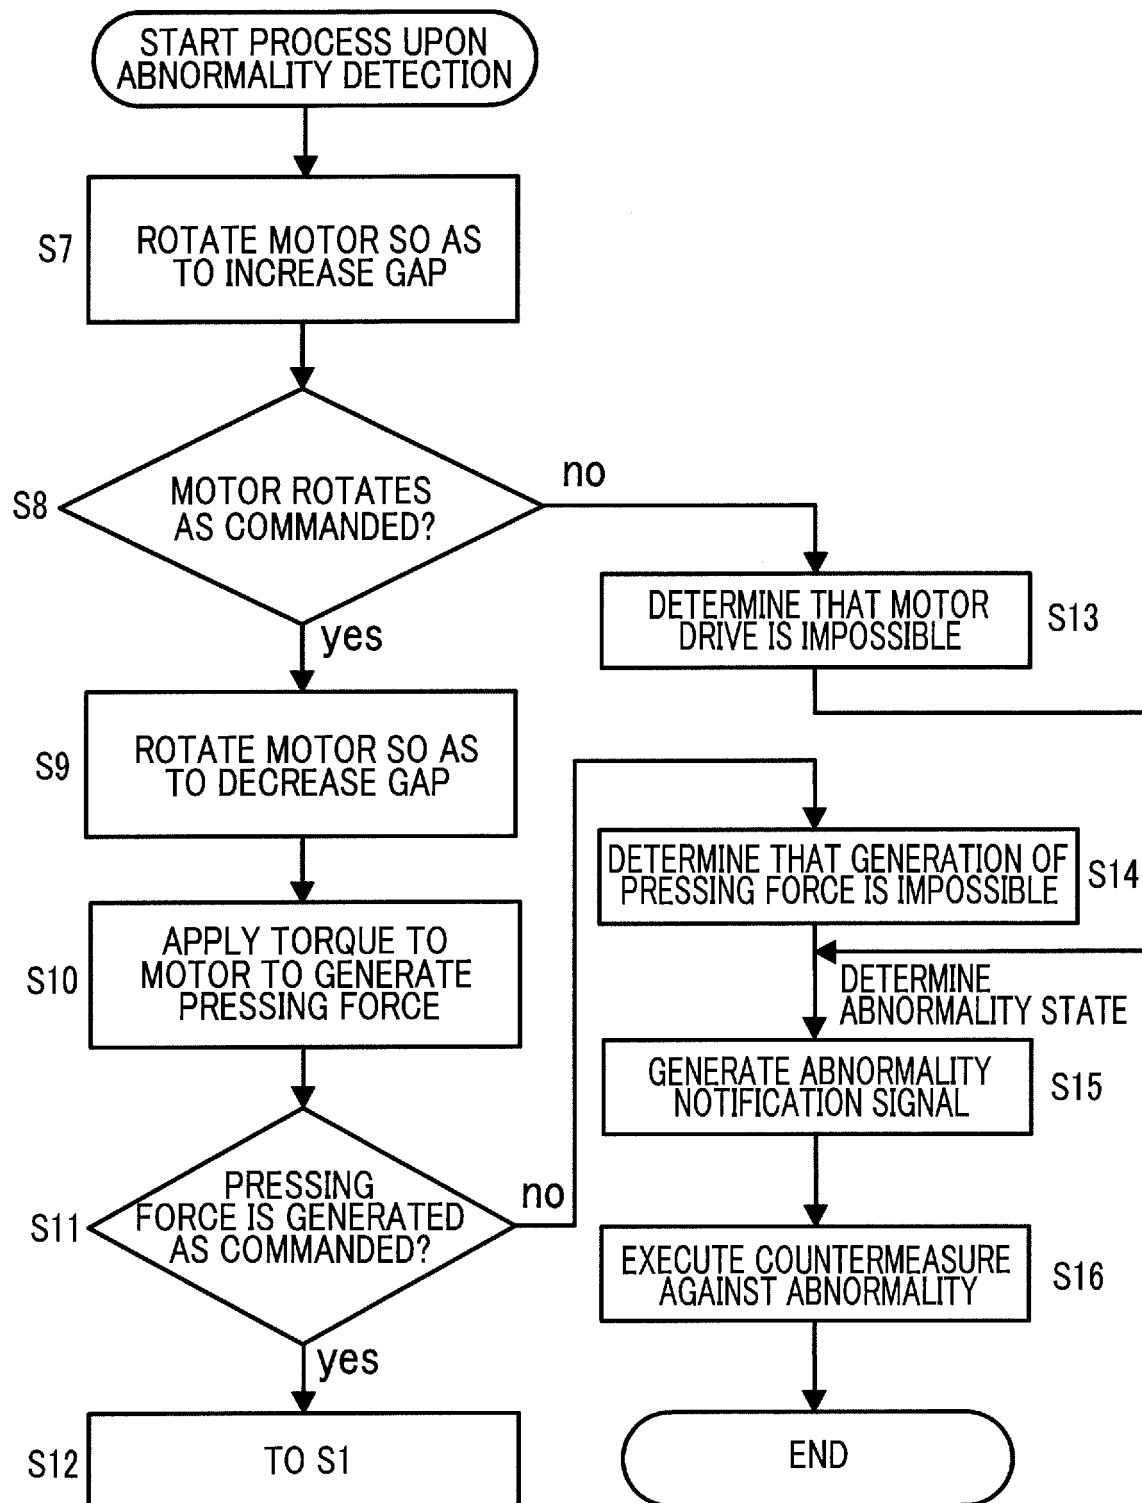 START PROCESS UPON
ABNORMALITY DETECTION
S7
ROTATE MOTOR SO AS
TO INCREASE GAP
S8
MOTOR ROTATES
AS COMMANDED?
no
yes
DETERMINE THAT MOTOR
DRIVE IS IMPOSSIBLE
S13
S9
ROTATE MOTOR SO AS
TO DECREASE GAP
DETERMINE THAT GENERATION OF
PRESSING FORCE IS IMPOSSIBLE
S14
S10
APPLY TORQUE TO
MOTOR TO GENERATE
PRESSING FORCE
DETERMINE
ABNORMALITY STATE
GENERATE ABNORMALITY
NOTIFICATION SIGNAL
S15
S11
PRESSING
FORCE IS GENERATED
AS COMMANDED?
no
yes
EXECUTE COUNTERMEASURE
AGAINST ABNORMALITY
S16
S12
TO S1
END